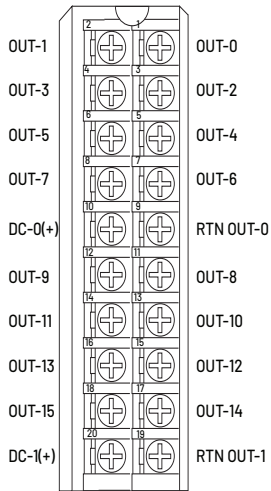 2 1
OUT-1 OUT-0
4 3
OUT-3 OUT-2
6 5
OUT-5 OUT-4
8 7
OUT-7 OUT-6
10 9
DC-0(+) RTN OUT-0
12 11
OUT-9 OUT-8
14 13
OUT-11 OUT-10
16 15
OUT-13 OUT-12
18 17
OUT-15 OUT-14
20 19
DC-1(+) RTN OUT-1